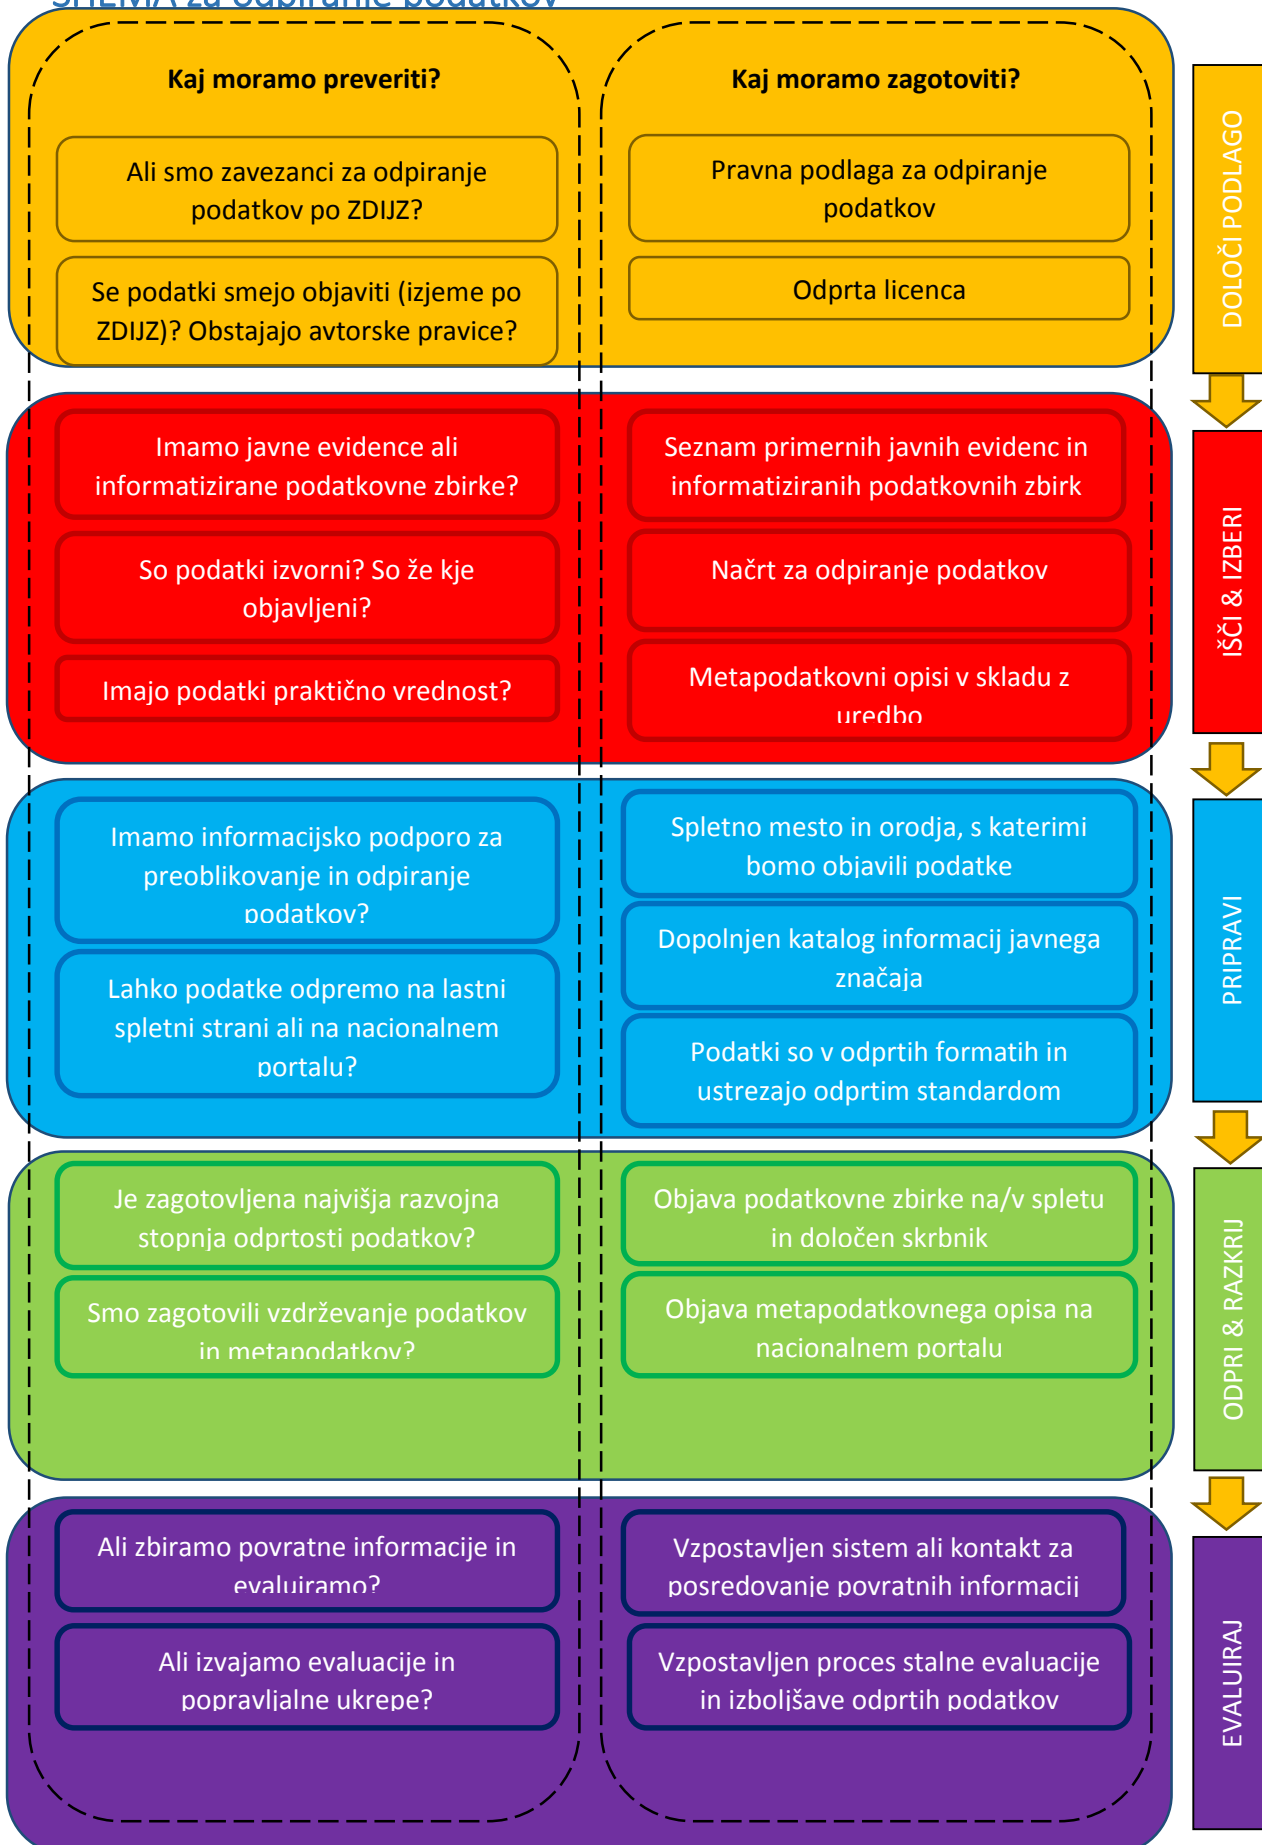 SHEMA za odpiranje podatkov
Kaj moramo preveriti?
Ali smo zavezanci za odpiranje
podatkov po ZDIJZ?
Se podatki smejo objaviti (izjeme po
ZDIJZ)? Obstajajo avtorske pravice?
Kaj moramo zagotoviti?
Pravna podlaga za odpiranje
podatkov
Odprta licenca
DOLOČI PODLAGO
Imamo javne evidence ali
informatizirane podatkovne zbirke?
So podatki izvorni? So že kje
objavljeni?
Imajo podatki praktično vrednost?
Seznam primernih javnih evidenc in
informatiziranih podatkovnih zbirk
Načrt za odpiranje podatkov
Metapodatkovni opisi v skladu z
uredbo
IŠČI & IZBERI
Imamo informacijsko podporo za
preoblikovanje in odpiranje
podatkov?
Lahko podatke odpremo na lastni
spletni strani ali na nacionalnem
portalu?
Spletno mesto in orodja, s katerimi
bomo objavili podatke
Dopolnjen katalog informacij javnega
značaja
Podatki so v odprtih formatih in
ustrezajo odprtim standardom
PRIPRAVI
Je zagotovljena najvišja razvojna
stopnja odprtosti podatkov?
Smo zagotovili vzdrževanje podatkov
in metapodatkov?
Objava podatkovne zbirke na/v spletu
in določen skrbnik
Objava metapodatkovnega opisa na
nacionalnem portalu
ODPRI & RAZKRIJ
Ali zbiramo povratne informacije in
evaluiramo?
Ali izvajamo evaluacije in
popravljalne ukrepe?
Vzpostavljen sistem ali kontakt za
posredovanje povratnih informacij
Vzpostavljen proces stalne evaluacije
in izboljšave odprtih podatkov
EVALUIRAJ